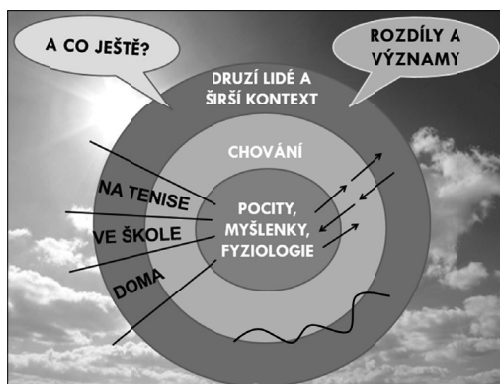 A CO JEŠTĚ?
ROZDÍLY A
VÝZNAMY
DRUZÍ LIDÉ A
ŠIRŠÍ KONTEXT
CHOVÁNÍ
POCITY,
MYŠLENKY,
FYZIOLOGIE
NA TENISE
VE ŠKOLE
DOMA